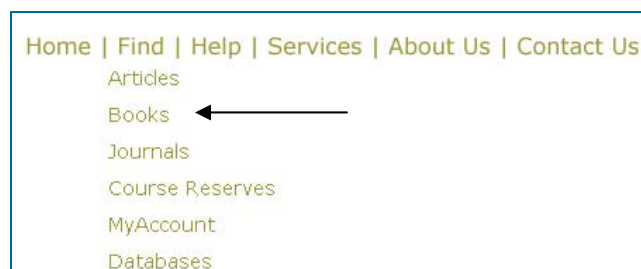 Home | Find | Help | Services | About Us | Contact Us
Articles
Books
Journals
Course Reserves
MyAccount
Databases